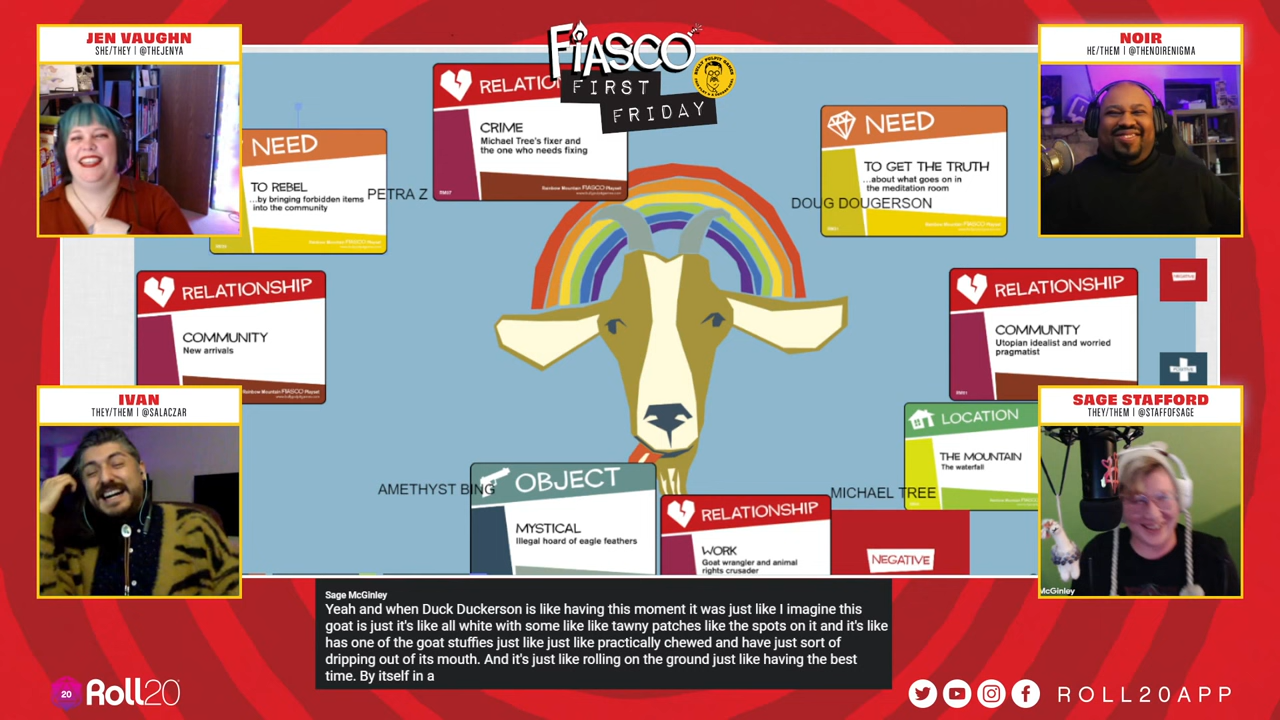 JEN VAUGHN
SHE/THEY | @THEJENYA
FIASCO
FIRST
FRIDAY
NOIR
HE/THEM | @THENOIRENIGMA
NEED
TO REBEL
...by bringing forbidden items
into the community
PETRA Z
CRIME
Michael Tree's fixer and
the one who needs fixing
Rainbow Mountain FIASCO Playset
NEED
TO GET THE TRUTH
...about what goes on in
the meditation room
DOUG DOUGERSON
RELATIONSHIP
COMMUNITY
New arrivals
RELATIONSHIP
COMMUNITY
Utopian idealist and worried
pragmatist
NEGATIVE
IVAN
THEY/THEM | @SALACZAR
SAGE STAFFORD
THEY/THEM | @STAFFOFSAGE
LOCATION
THE MOUNTAIN
The waterfall
AMETHYST BING
OBJECT
MYSTICAL
Illegal hoard of eagle feathers
MICHAEL TREE
RELATIONSHIP
WORK
Goat wrangler and animal
rights crusader
NEGATIVE
McGinley
Sage McGinley
Yeah and when Duck Duckerson is like having this moment it was just like I imagine this
goat is just it's like all white with some like like tawny patches like the spots on it and it's like
has one of the goat stuffies just like just like practically chewed and have just sort of
dripping out of its mouth. And it's just like rolling on the ground just like having the best
time. By itself in a
20
Roll20
ROLL20APP